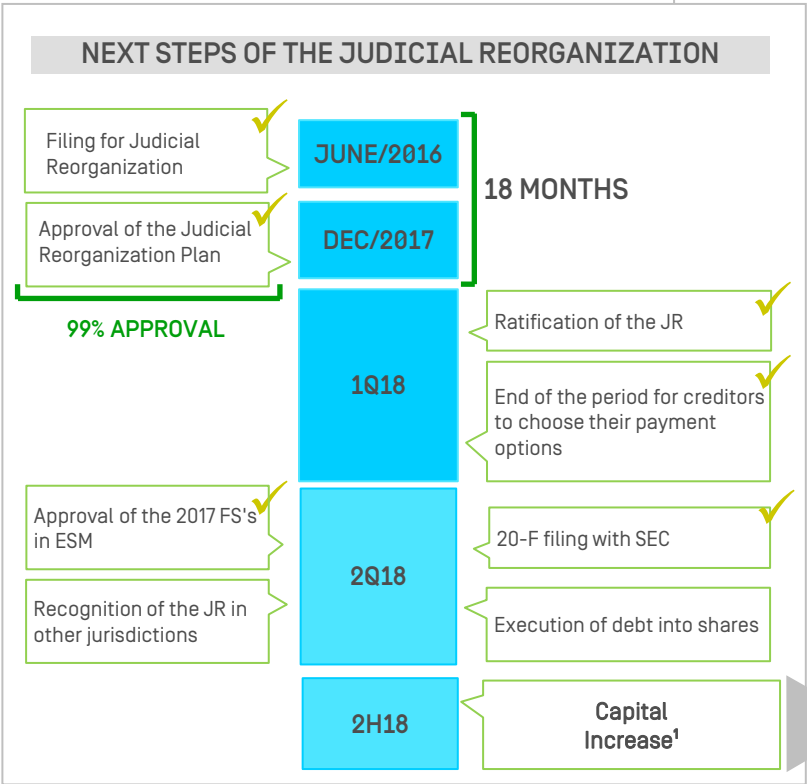 NEXT STEPS OF THE JUDICIAL REORGANIZATION
Filing for Judicial
Reorganization
JUNE/2016
18 MONTHS
Approval of the Judicial
Reorganization Plan
DEC/2017
99% APPROVAL
1Q18
Ratification of the JR
End of the period for creditors
to choose their payment
options
Approval of the 2017 FS's
in ESM
2Q18
20-F filing with SEC
Recognition of the JR in
other jurisdictions
Execution of debt into shares
2H18
Capital
Increase¹